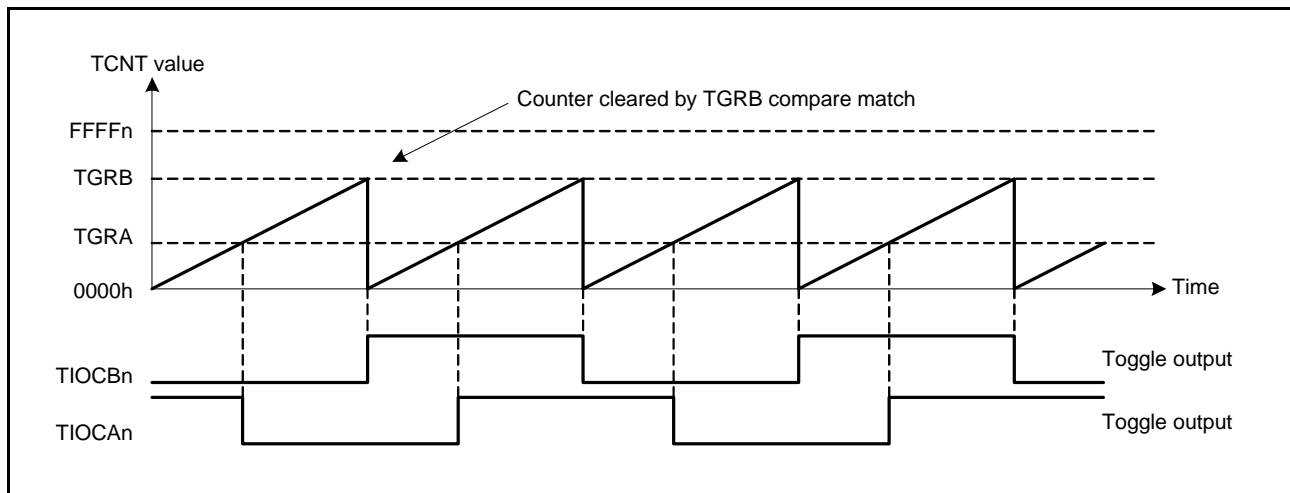 TCNT value
Counter cleared by TGRB compare match
FFFFn
TGRB
TGRA
0000h
Time
TIOCBn
Toggle output
TIOCAn
Toggle output